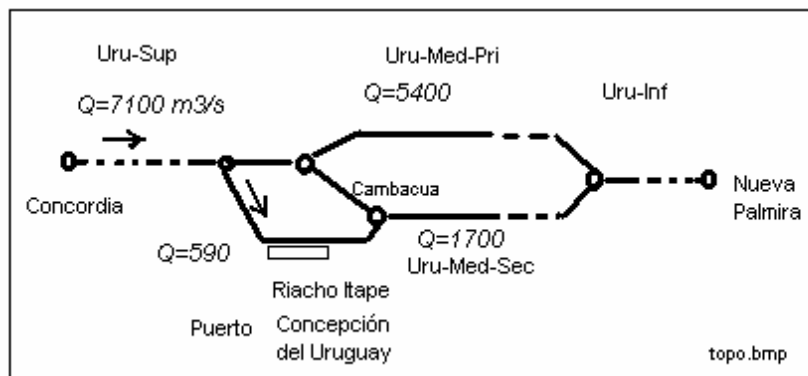 Uru-Sup
Uru-Med-Pri
Q=7100 m3/s
Q=5400
Uru-Inf
Concordia
Cambacua
Nueva
Palmira
Q=590
Q=1700
Uru-Med-Sec
Riacho Itape
Puerto
Concepción
del Uruguay
topo.bmp